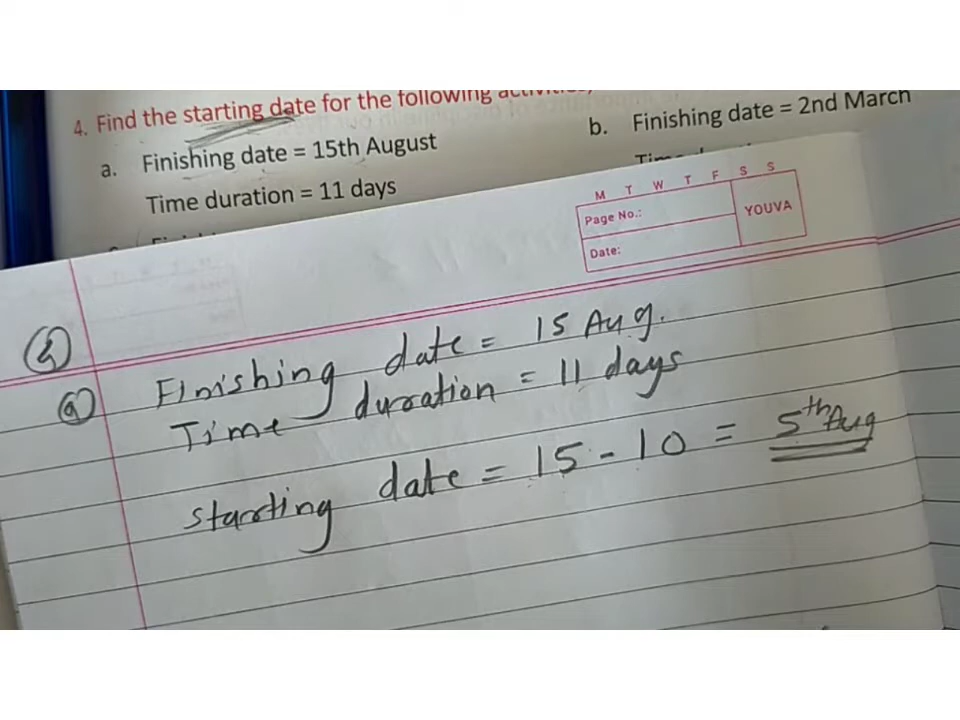 4. Find the starting date for the following
a. Finishing date = 15th August
b. Finishing date = 2nd March
Time duration = 11 days
M T W T F S S
Page No.:
YOUVA
Date:
4
a
Finishing date = 15 Aug.
Time duration = 11 days
starting date = 15 - 10 = 5th Aug